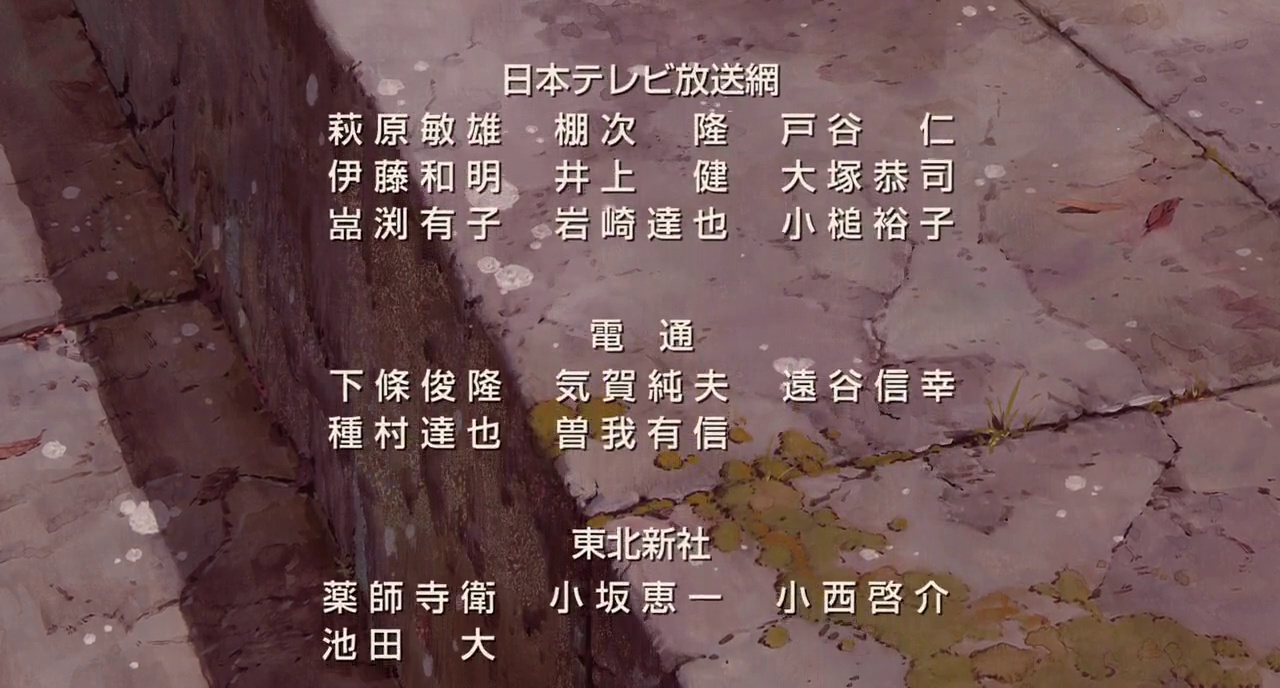 日本テレビ放送網
萩原敏雄 棚次 隆 戸谷 仁
伊藤和明 井上 健 大塚恭司
岩崎達也 小槌裕子
電 通
下條俊隆 気賀純夫 遠谷信幸
種村達也 曽我有信
東北新社
薬師寺衛 小坂恵一 小西啓介
池田 大